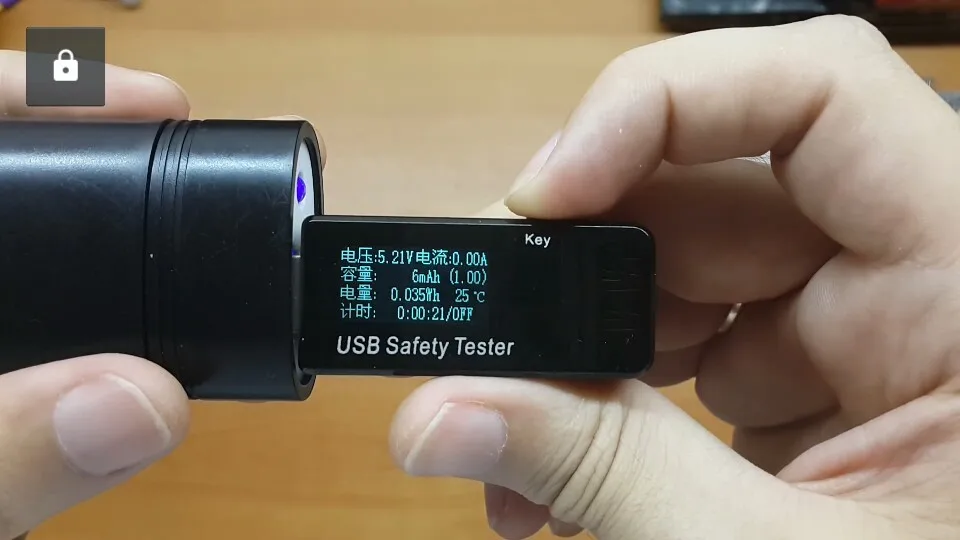 Key
电压:5.21V电流:0.00A
容量: 6mAh (1.00)
电量: 0.035Wh 25℃
计时: 0:00:21/OFF
USB Safety Tester